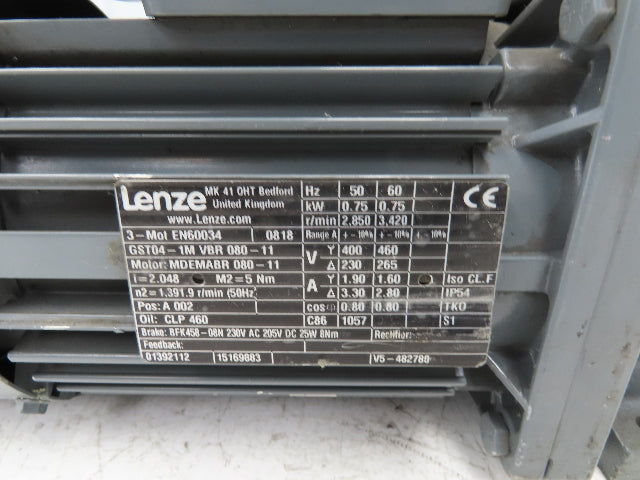 Lenze MK 41 OHT Bedford Hz 50 60 CE
United Kingdom kW 0.75 0.75
www.Lenze.com r/min 2.850 3.420
3-Mot EN60034 0818 Range A +-10% +-10% +-10%
GST04-1M VBR 080-11 V Y 400 460
Motor: MDEMABR 080-11 Δ 230 265
i=2.048 M2=5 Nm A Y 1.90 1.60 Iso CL.F
n2=1,391.9 r/min (50Hz) Δ 3.30 2.80 IP54
Pos: A 002 cosφ 0.80 0.80 TKO
Oil: CLP 460 C86 1057 S1
Brake: BFK458-08N 230V AC 205V DC 25W 8Nm Rectifier:
Feedback:
01392112 15169883 V5-482780